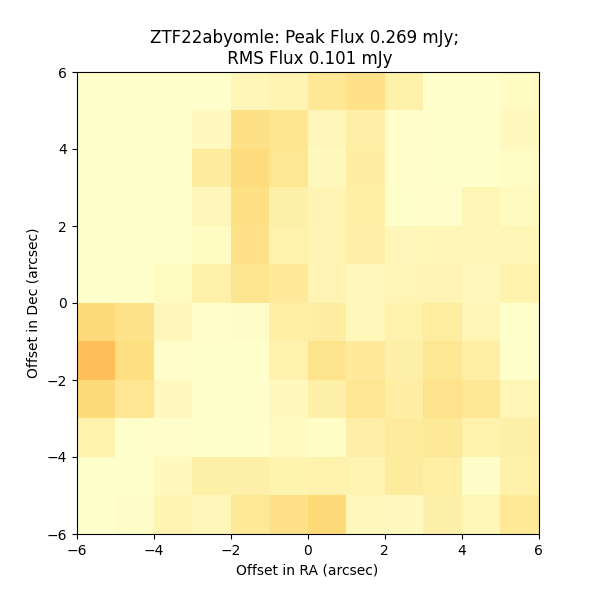 ZTF22abyomle: Peak Flux 0.269 mJy;
RMS Flux 0.101 mJy
6
4
2
0
−2
−4
−6
Offset in Dec (arcsec)
−6 −4 −2 0 2 4 6
Offset in RA (arcsec)